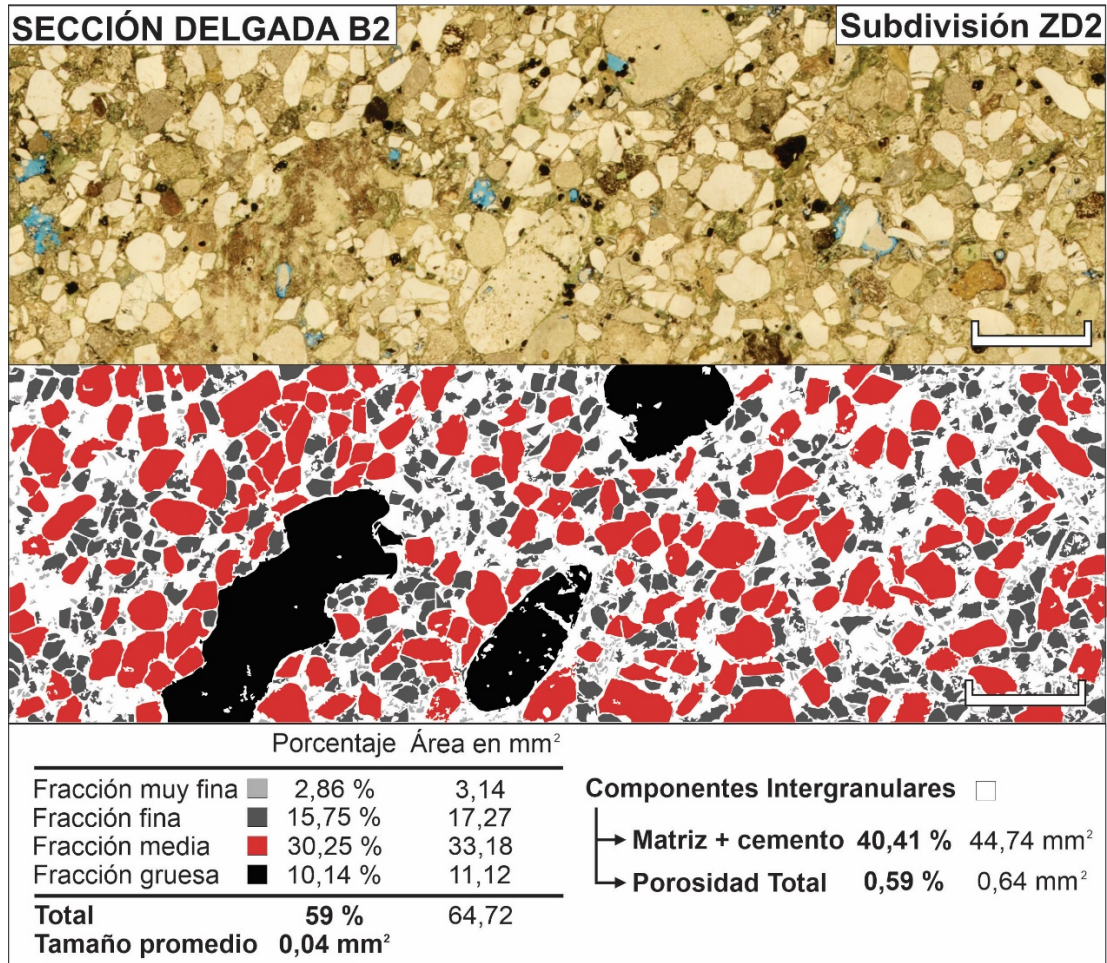 SECCIÓN DELGADA B2
Subdivisión ZD2
Porcentaje Área en mm²
Fracción muy fina 2,86 % 3,14
Fracción fina 15,75 % 17,27
Fracción media 30,25 % 33,18
Fracción gruesa 10,14 % 11,12
Total 59 % 64,72
Tamaño promedio 0,04 mm²
Componentes Intergranulares
Matriz + cemento 40,41 % 44,74 mm²
Porosidad Total 0,59 % 0,64 mm²